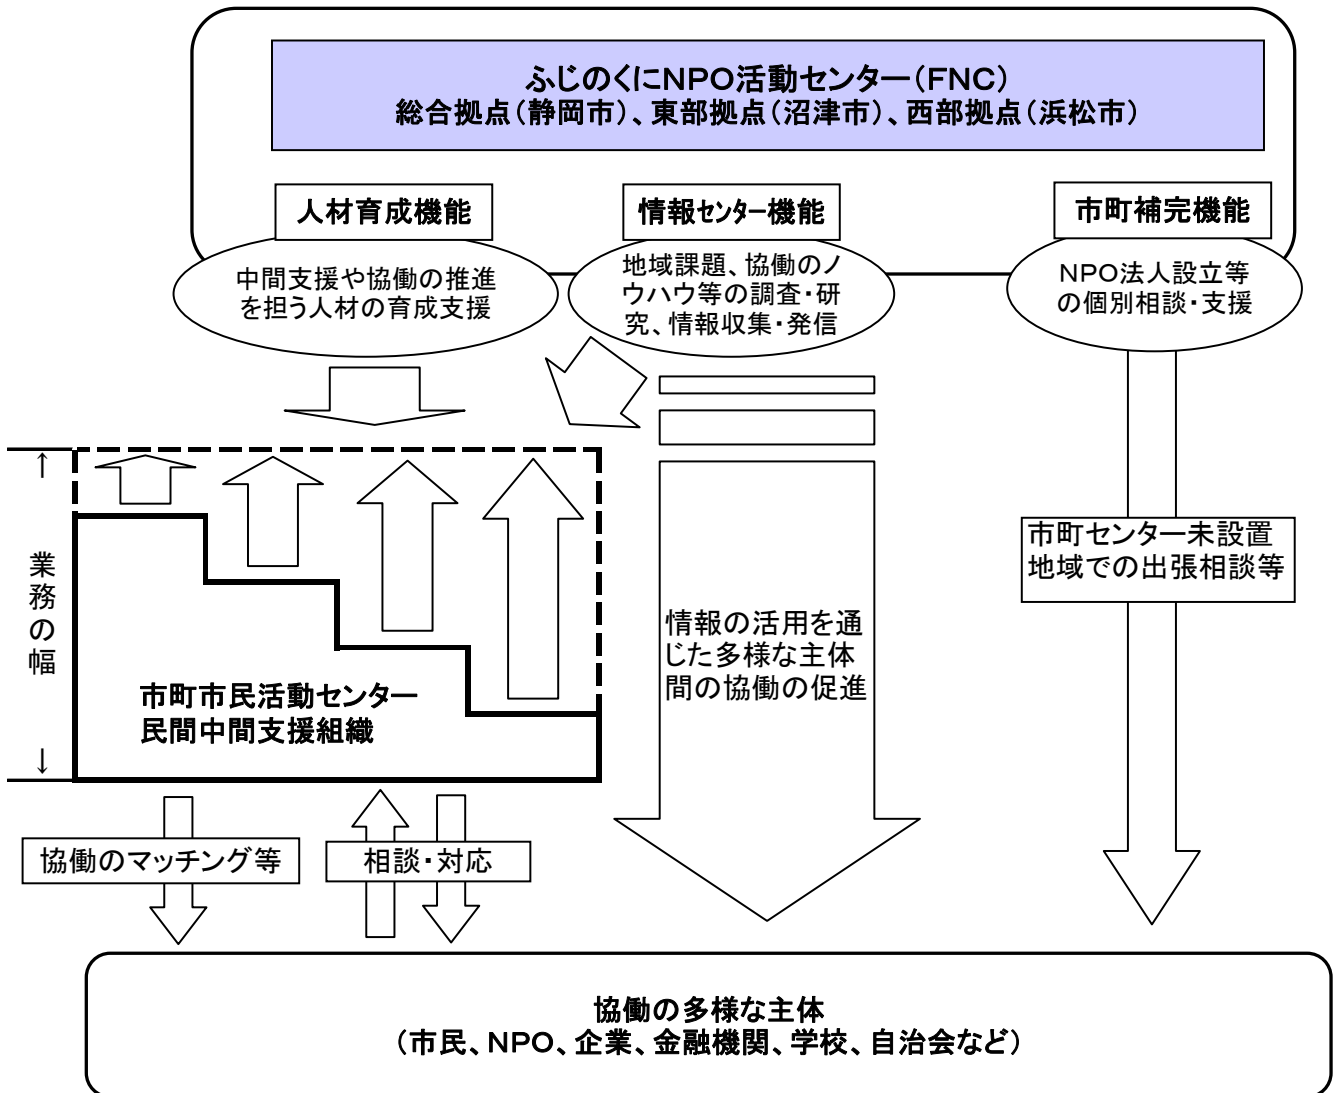 ふじのくにNPO活動センター(FNC)
総合拠点(静岡市)、東部拠点(沼津市)、西部拠点(浜松市)
人材育成機能
中間支援や協働の推進
を担う人材の育成支援
情報センター機能
地域課題、協働のノ
ウハウ等の調査・研
究、情報収集・発信
市町補完機能
NPO法人設立等
の個別相談・支援
↑
業務の幅
↓
市町市民活動センター
民間中間支援組織
情報の活用を通
じた多様な主体
間の協働の促進
市町センター未設置
地域での出張相談等
協働のマッチング等
相談・対応
協働の多様な主体
(市民、NPO、企業、金融機関、学校、自治会など)